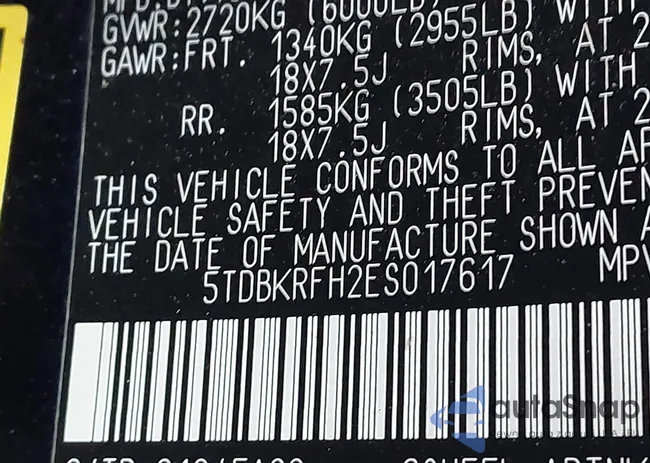 GVWR:2720KG (6000LB)
GAWR:FRT. 1340KG (2955LB) WITH
18X7.5J RIMS, AT 2
RR. 1585KG (3505LB) WITH
18X7.5J RIMS, AT 2
THIS VEHICLE CONFORMS TO ALL AP
VEHICLE SAFETY AND THEFT PREVEN
THE DATE OF MANUFACTURE SHOWN A
5TDBKRFH2ES017617 MPV
autoSnap